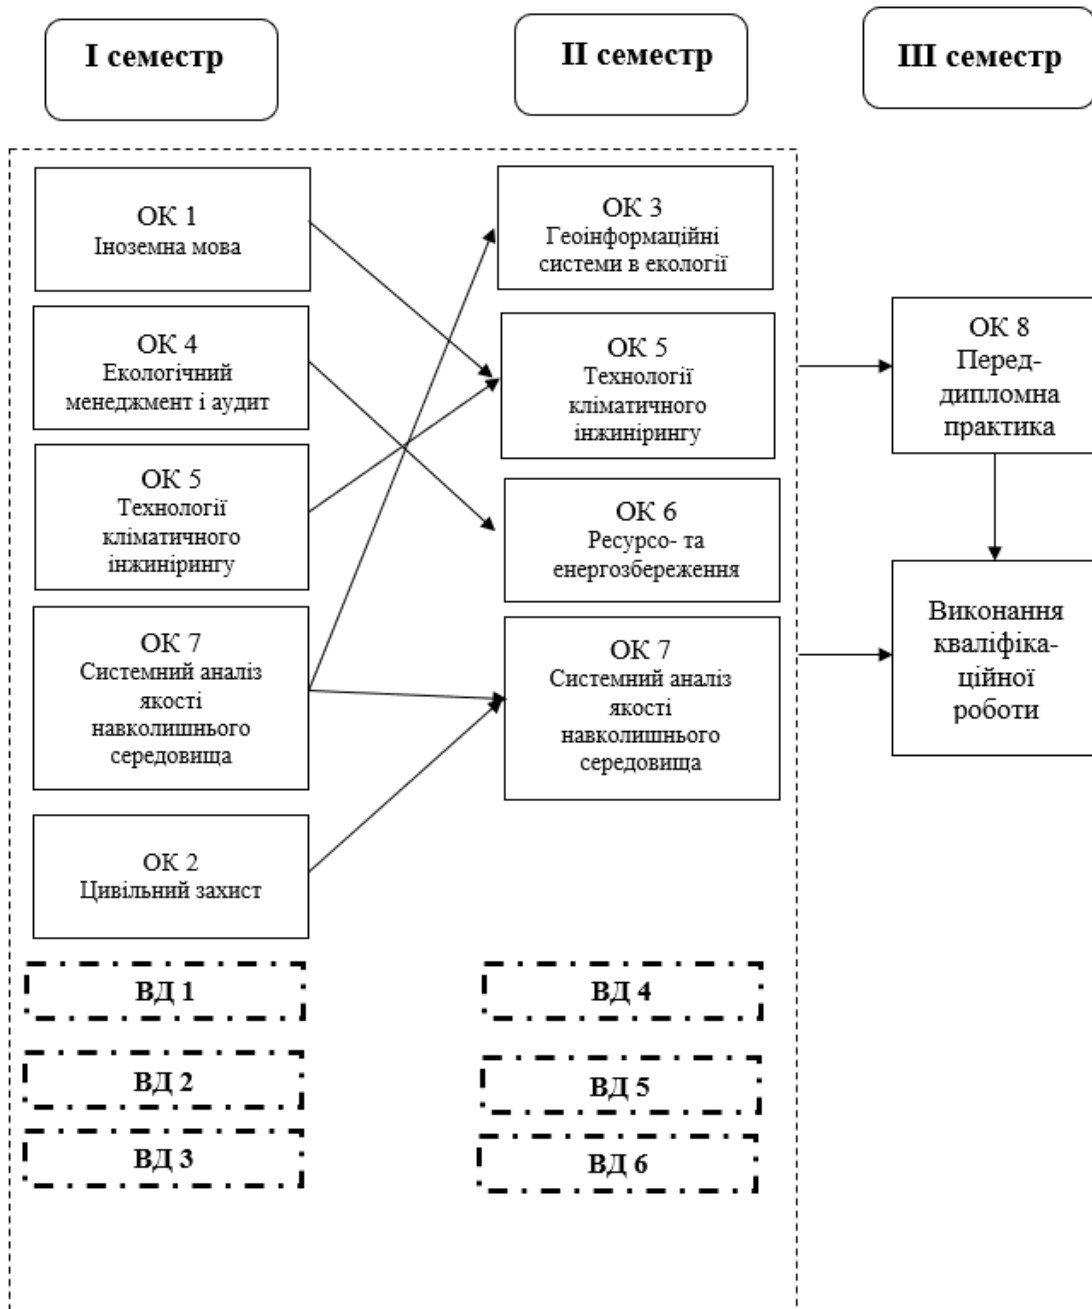 І семестр
ІІ семестр
ІІІ семестр
ОК 1
Іноземна мова
ОК 4
Екологічний
менеджмент і аудит
ОК 5
Технології
кліматичного
інжинірингу
ОК 7
Системний аналіз
якості
навколишнього
середовища
ОК 2
Цивільний захист
ВД 1
ВД 2
ВД 3
ОК 3
Геоінформаційні
системи в екології
ОК 5
Технології
кліматичного
інжинірингу
ОК 6
Ресурсо- та
енергозбереження
ОК 7
Системний аналіз
якості
навколишнього
середовища
ВД 4
ВД 5
ВД 6
ОК 8
Перед-
дипломна
практика
Виконання
кваліфіка-
ційної
роботи